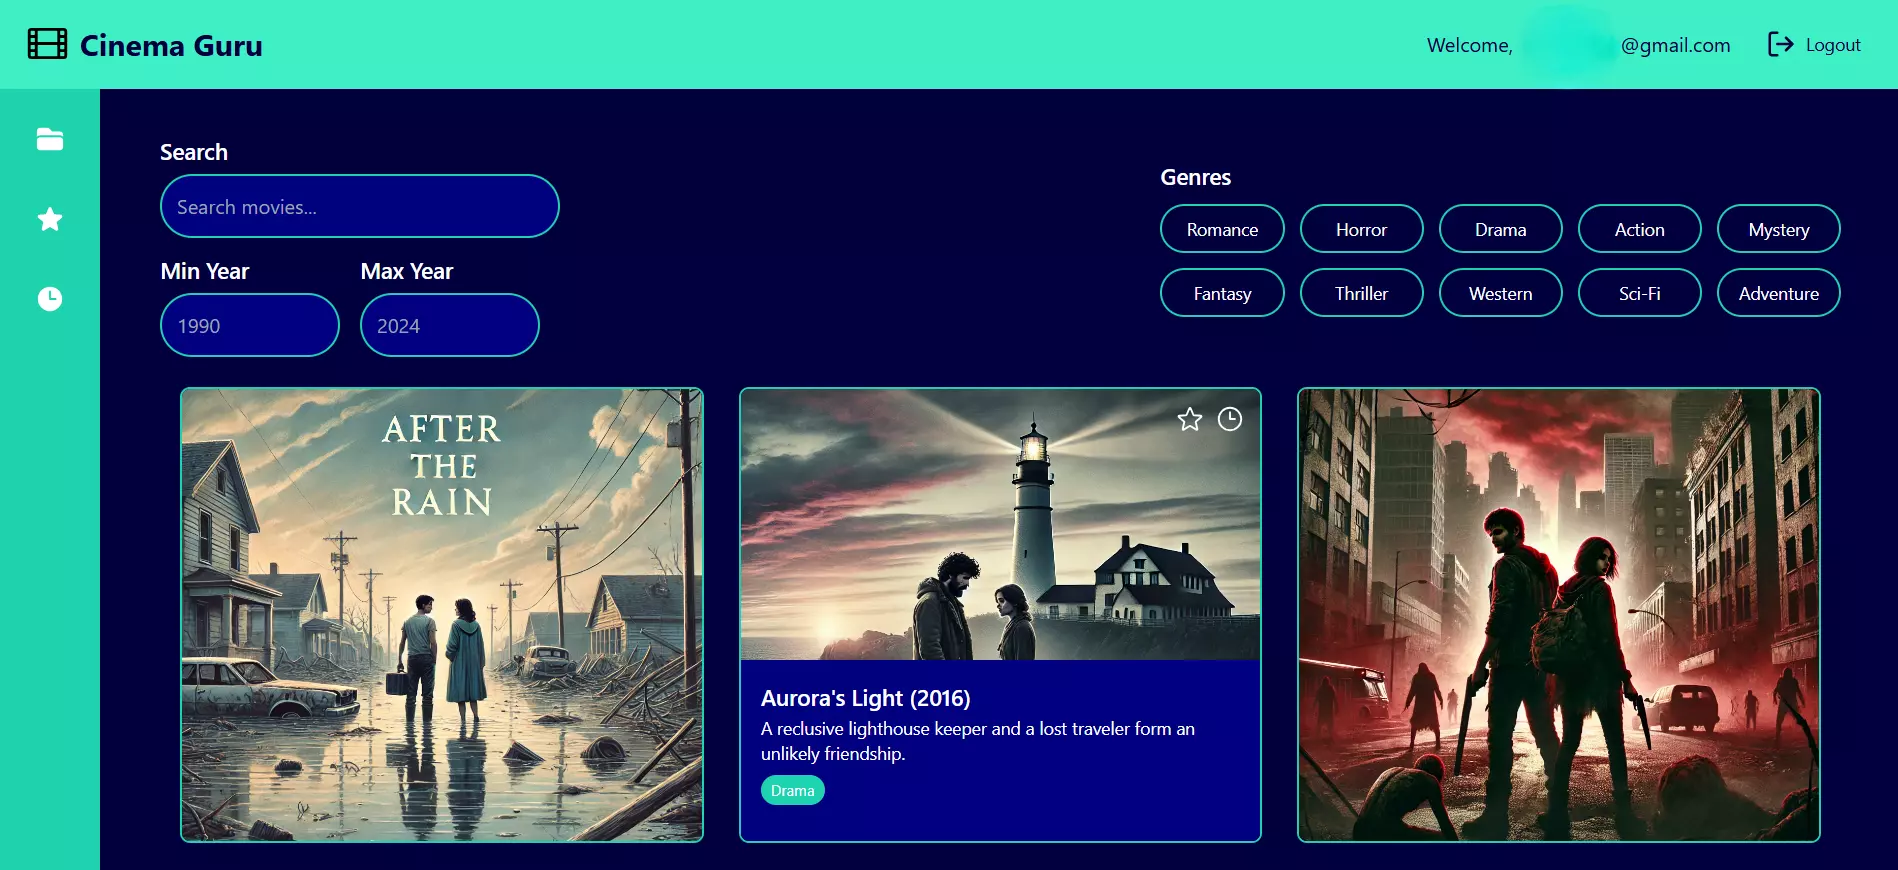 Cinema Guru
Welcome, @gmail.com
Logout
Search
Search movies...
Min Year
Max Year
1990
2024
Genres
Romance
Horror
Drama
Action
Mystery
Fantasy
Thriller
Western
Sci-Fi
Adventure
AFTER
THE
RAIN
Aurora's Light (2016)
A reclusive lighthouse keeper and a lost traveler form an
unlikely friendship.
Drama